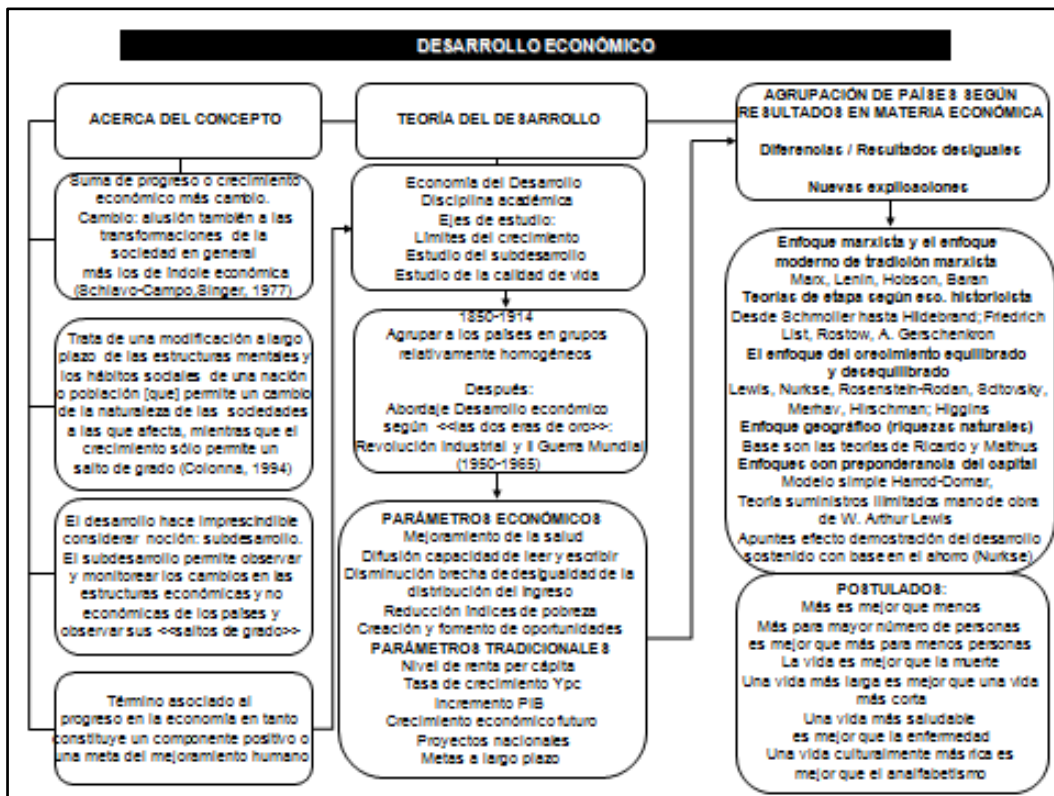 DESARROLLO ECONÓMICO
ACERCA DEL CONCEPTO
Suma de progreso o crecimiento
económico más cambio.
Cambio: alusión también a las
transformaciones de la
sociedad en general
más los de índole económica
(Schiavo-Campo,Singer, 1977)
Trata de una modificación a largo
plazo de las estructuras mentales y
los hábitos sociales de una nación
o población [que] permite un cambio
de la naturaleza de las sociedades
a las que afecta, mientras que el
crecimiento sólo permite un
salto de grado (Colonna, 1994)
El desarrollo hace imprescindible
considerar noción: subdesarrollo.
El subdesarrollo permite observar
y monitorear los cambios en las
estructuras económicas y no
económicas de los países y
observar sus <<saltos de grado>>
Término asociado al
progreso en la economía en tanto
constituye un componente positivo o
una meta del mejoramiento humano
TEORÍA DEL DESARROLLO
Economía del Desarrollo
Disciplina académica
Ejes de estudio:
Límites del crecimiento
Estudio del subdesarrollo
Estudio de la calidad de vida
1850-1914
Agrupar a los países en grupos
relativamente homogéneos
Después:
Abordaje Desarrollo económico
según <<las dos eras de oro>>:
Revolución Industrial y II Guerra Mundial
(1950-1965)
PARÁMETROS ECONÓMICOS
Mejoramiento de la salud
Difusión capacidad de leer y escribir
Disminución brecha de desigualdad de la
distribución del ingreso
Reducción índices de pobreza
Creación y fomento de oportunidades
PARÁMETROS TRADICIONALES
Nivel de renta per cápita
Tasa de crecimiento Ypc
Incremento PIB
Crecimiento económico futuro
Proyectos nacionales
Metas a largo plazo
AGRUPACIÓN DE PAÍSES SEGÚN
RESULTADOS EN MATERIA ECONÓMICA
Diferencias / Resultados desiguales
Nuevas explicaciones
Enfoque marxista y el enfoque
moderno de tradición marxista
Marx, Lenin, Hobson, Baran
Teorías de etapa según esc. historicista
Desde Schmoller hasta Hildebrand; Friedrich
List, Rostow, A. Gerschenkron
El enfoque del crecimiento equilibrado
y desequilibrado
Lewis, Nurkse, Rosenstein-Rodan, Scitovsky,
Merhav, Hirschman; Higgins
Enfoque geográfico (riquezas naturales)
Base son las teorías de Ricardo y Malthus
Enfoques con preponderancia del capital
Modelo simple Harrod-Domar,
Teoría suministros ilimitados mano de obra
de W. Arthur Lewis
Apuntes efecto demostración del desarrollo
sostenido con base en el ahorro (Nurkse)
POSTULADOS:
Más es mejor que menos
Más para mayor número de personas
es mejor que más para menos personas
La vida es mejor que la muerte
Una vida más larga es mejor que una vida
más corta
Una vida más saludable
es mejor que la enfermedad
Una vida culturalmente más rica es
mejor que el analfabetismo